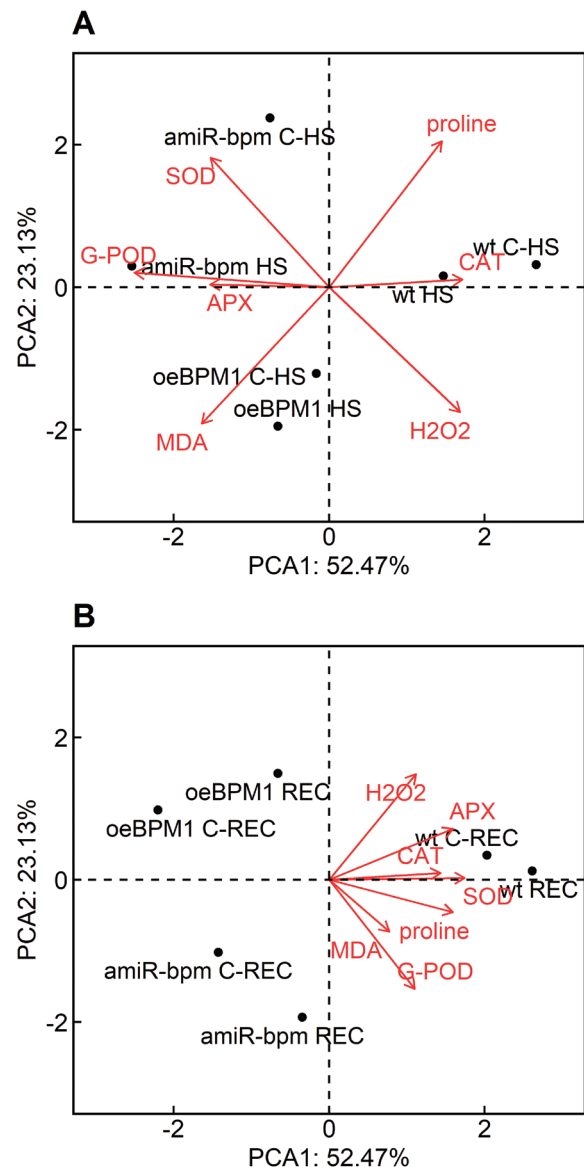 A
2
0
-2
PCA2: 23.13%
amiR-bpm C-HS
proline
SOD
wt C-HS
G-POD
amiR-bpm HS
CAT
wt HS
APX
oeBPM1 C-HS
oeBPM1 HS
MDA
H2O2
-2
0
2
PCA1: 52.47%
B
2
0
-2
PCA2: 23.13%
oeBPM1 REC
H2O2
oeBPM1 C-REC
APX
wt C-REC
CAT
wt REC
SOD
proline
MDA
amiR-bpm C-REC
G-POD
amiR-bpm REC
-2
0
2
PCA1: 52.47%